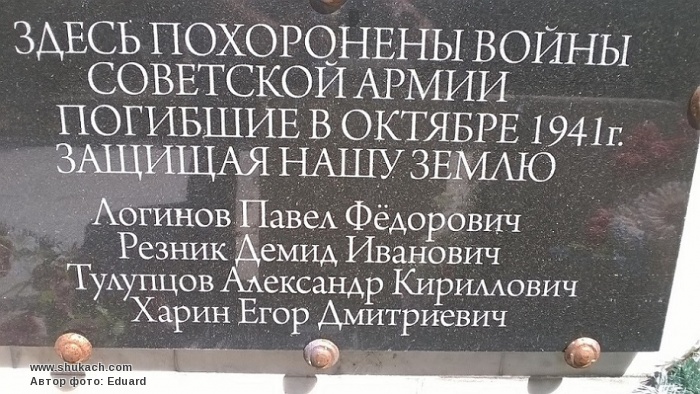 ЗДЕСЬ ПОХОРОНЕНЫ ВОЙНЫ
СОВЕТСКОЙ АРМИИ
ПОГИБШИЕ В ОКТЯБРЕ 1941г.
ЗАЩИЩАЯ НАШУ ЗЕМЛЮ
Логинов Павел Фёдорович
Резник Демид Иванович
Тулупцов Александр Кириллович
Харин Егор Дмитриевич
www.shukach.com
Автор фото: Eduard